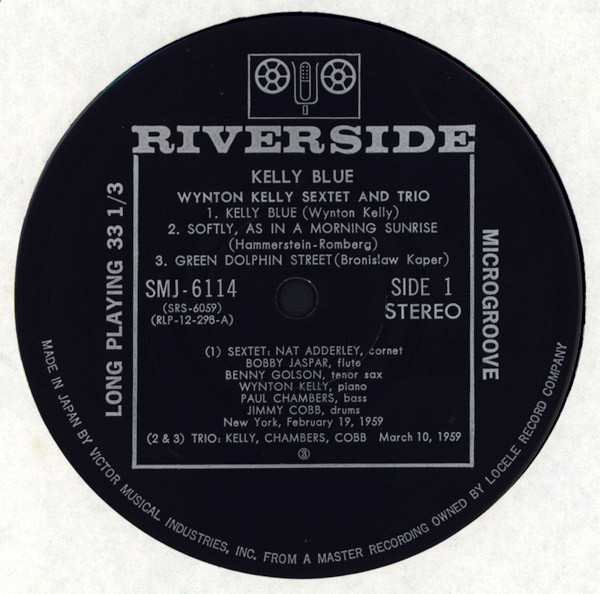 RIVERSIDE
KELLY BLUE
WYNTON KELLY SEXTET AND TRIO
1. KELLY BLUE (Wynton Kelly)
2. SOFTLY, AS IN A MORNING SUNRISE
(Hammerstein-Romberg)
3. GREEN DOLPHIN STREET (Bronislaw Kaper)
SMJ-6114 SIDE 1
(SRS-6059) STEREO
(RLP-12-298-A)
(1) SEXTET: NAT ADDERLEY, cornet
BOBBY JASPAR, flute
BENNY GOLSON, tenor sax
WYNTON KELLY, piano
PAUL CHAMBERS, bass
JIMMY COBB, drums
New York, February 19, 1959
(2 & 3) TRIO: KELLY, CHAMBERS, COBB March 10, 1959
LONG PLAYING 33 1/3
MICROGROOVE
MADE IN JAPAN BY VICTOR MUSICAL INDUSTRIES, INC. FROM A MASTER RECORDING OWNED BY LOCELE RECORD COMPANY